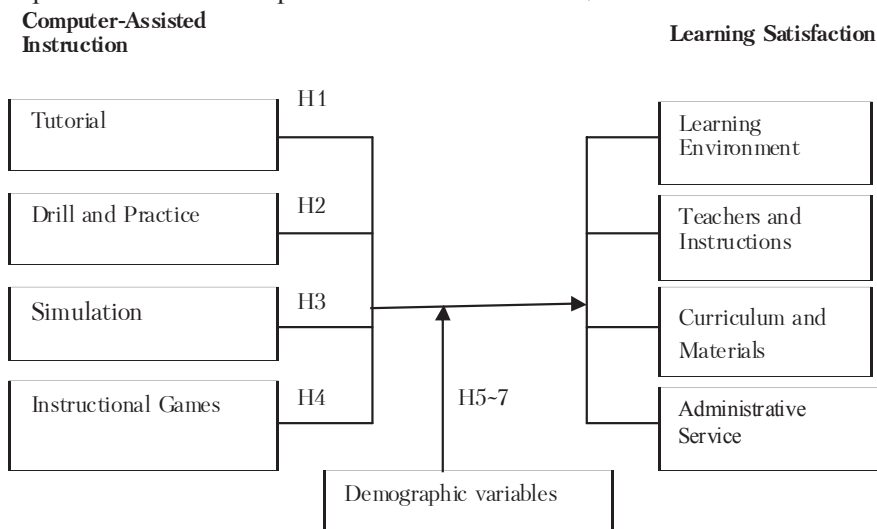 Computer-Assisted
Instruction
Learning Satisfaction
H1
Tutorial
Learning
Environment
Drill and Practice
H2
Teachers and
Instructions
Simulation
H3
Curriculum and
Materials
Instructional Games
H4
H5~7
Administrative
Service
Demographic variables